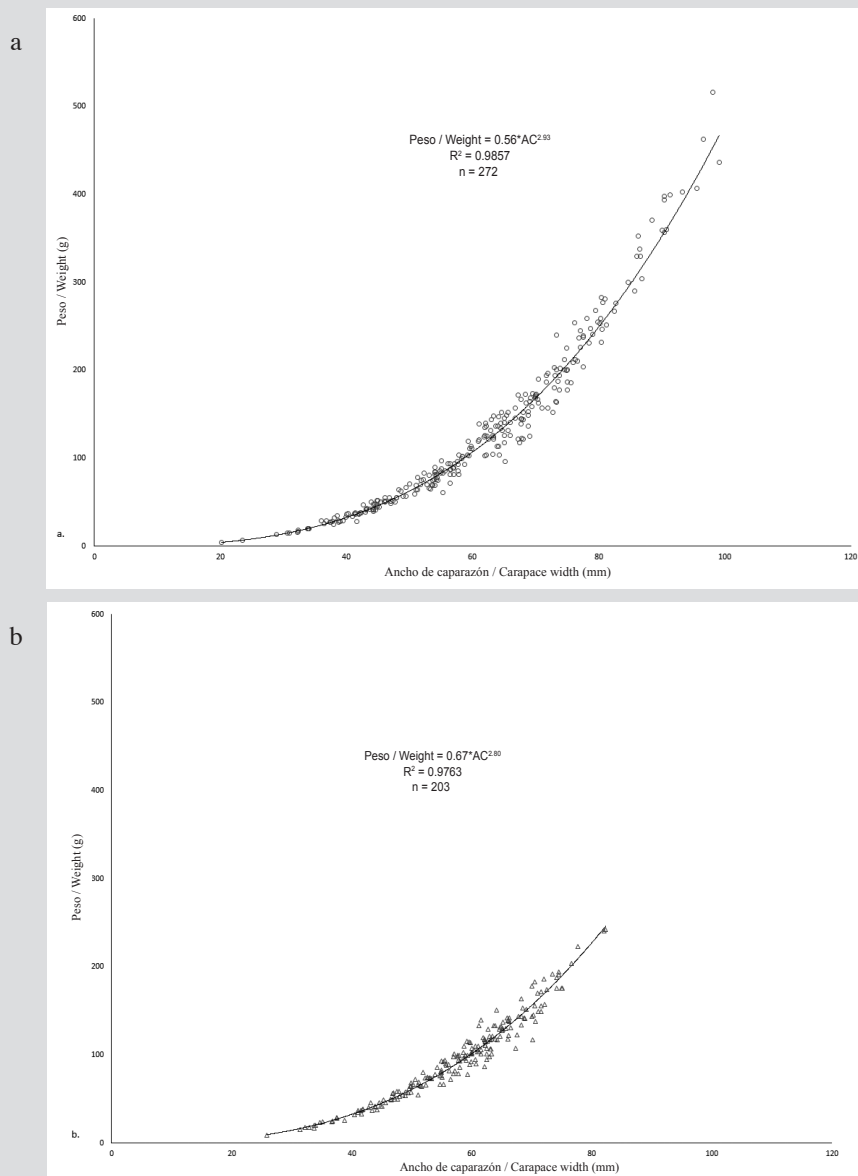 a
600
500
Peso / Weight = 0.56*AC2.93
R2 = 0.9857
n = 272
400
Peso / Weight (g)
300
200
100
a.
0
0 20 40 60 80 100 120
Ancho de caparazón / Carapace width (mm)
b
600
500
Peso / Weight = 0.67*AC2.80
R2 = 0.9763
n = 203
400
Peso / Weight (g)
300
200
100
b.
0
0 20 40 60 80 100 120
Ancho de caparazón / Carapace width (mm)